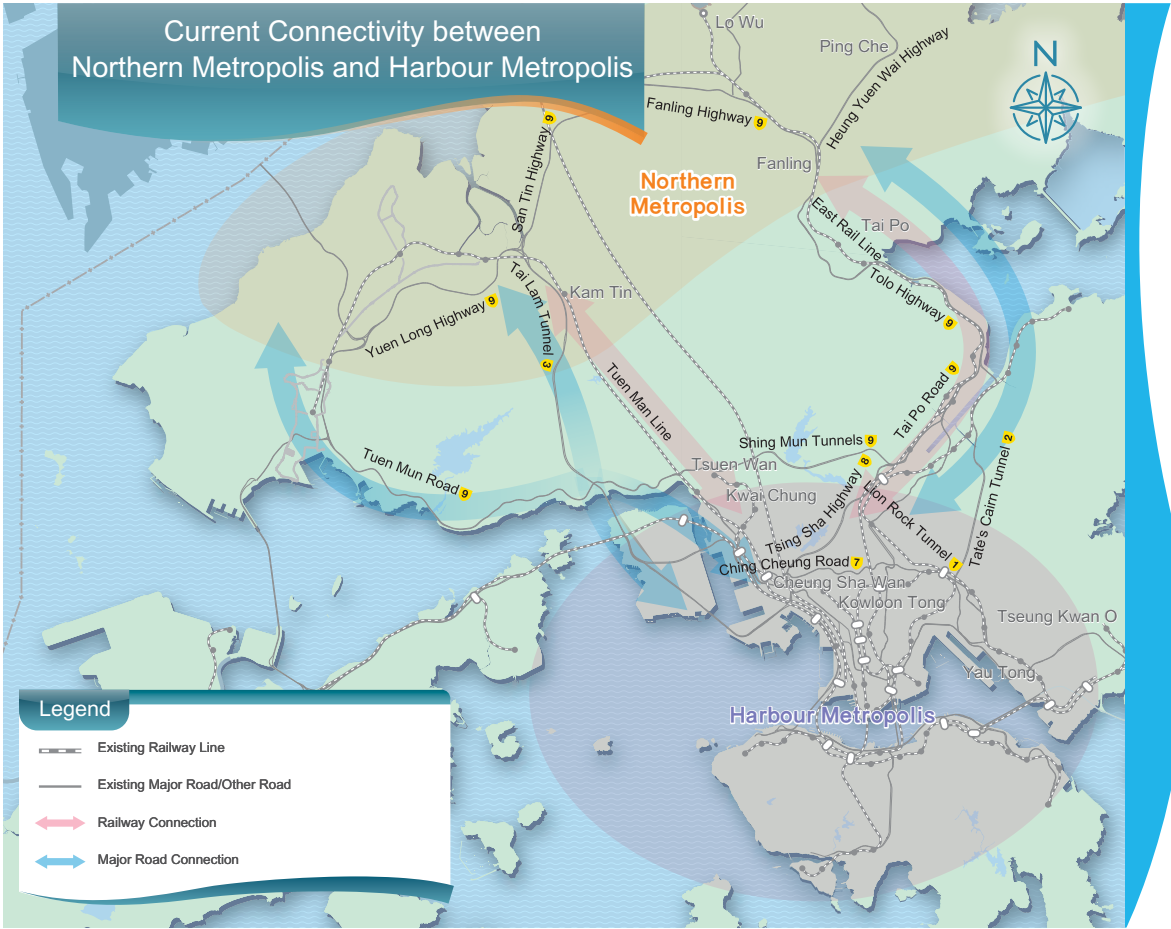 Current Connectivity between
Northern Metropolis and Harbour Metropolis
Lo Wu
Ping Che
Heung Yuen Wai Highway
N
Fanling Highway 9
San Tin Highway 9
Fanling
Northern
Metropolis
East Rail Line
Tai Po
Tolo Highway 9
Tai Lam Tunnel 3
Kam Tin
Yuen Long Highway 9
Tuen Man Line
Tai Po Road 9
Shing Mun Tunnels 9
Tate's Cairn Tunnel 2
Tuen Mun Road 9
Tsuen Wan
Kwai Chung
Tsing Sha Highway 8
Lion Rock Tunnel 1
Ching Cheung Road 7
Cheung Sha Wan
Kowloon Tong
Tseung Kwan O
Yau Tong
Harbour Metropolis
Legend
Existing Railway Line
Existing Major Road/Other Road
Railway Connection
Major Road Connection